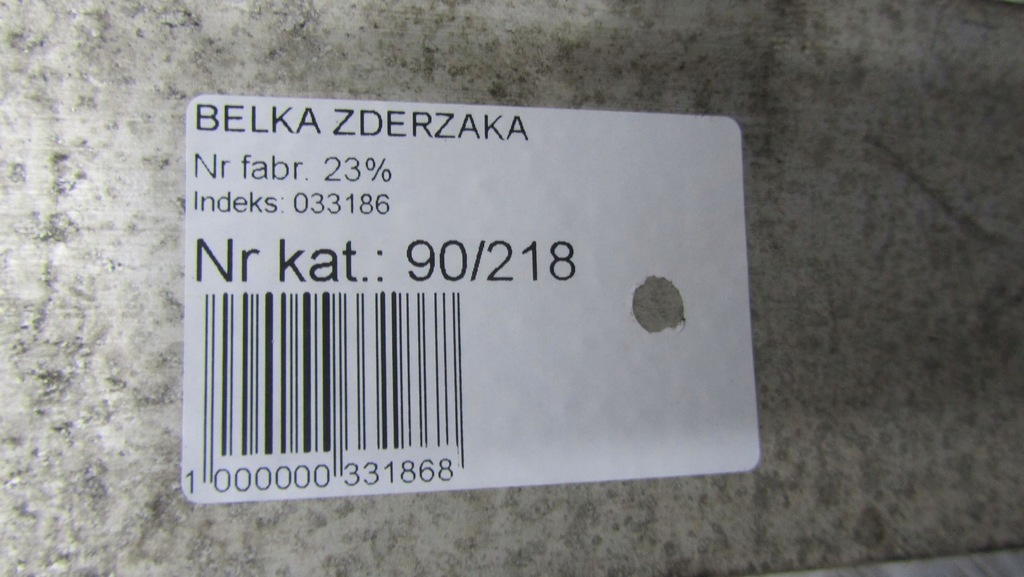 BELKA ZDERZAKA
Nr fabr. 23%
Indeks: 033186
Nr kat.: 90/218
1 000000 331868